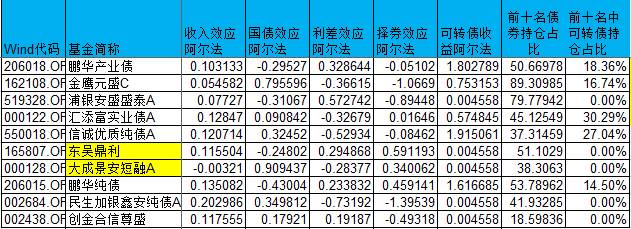 Wind代码 基金简称 收入效应阿尔法 国债效应阿尔法 利差效应阿尔法 择券效应阿尔法 可转债收益阿尔法 前十名债券持仓占比 前十名中可转债持仓占比
206018.OF 鹏华产业债 0.103133 -0.29527 0.328644 -0.05102 1.802789 50.66978 18.36%
162108.OF 金鹰元盛C 0.054582 0.795596 -0.36615 -1.0669 0.753153 89.30985 16.74%
519328.OF 浦银安盛盛泰A 0.07727 -0.31067 0.572742 -0.89448 0.004558 79.77942 0.00%
000122.OF 汇添富实业债A 0.12847 0.090842 -0.32679 0.01646 0.574845 45.12549 30.29%
550018.OF 信诚优质纯债A 0.120714 0.32452 -0.52934 -0.08462 1.915061 37.31459 27.04%
165807.OF 东吴鼎利 0.115504 -0.24802 0.294868 0.591193 0.004558 51.1029 0.00%
000128.OF 大成景安短融A -0.00321 0.909437 -0.28377 0.340062 0.004558 38.3063 0.00%
206015.OF 鹏华纯债 0.135082 -0.43004 0.233832 0.459141 1.616685 53.78962 14.50%
002684.OF 民生加银鑫安纯债A 0.202986 0.349812 -0.73192 -1.39539 0.004558 41.93285 0.00%
002438.OF 创金合信尊盛 0.117555 0.17921 0.19187 -0.49318 0.004558 18.59836 0.00%